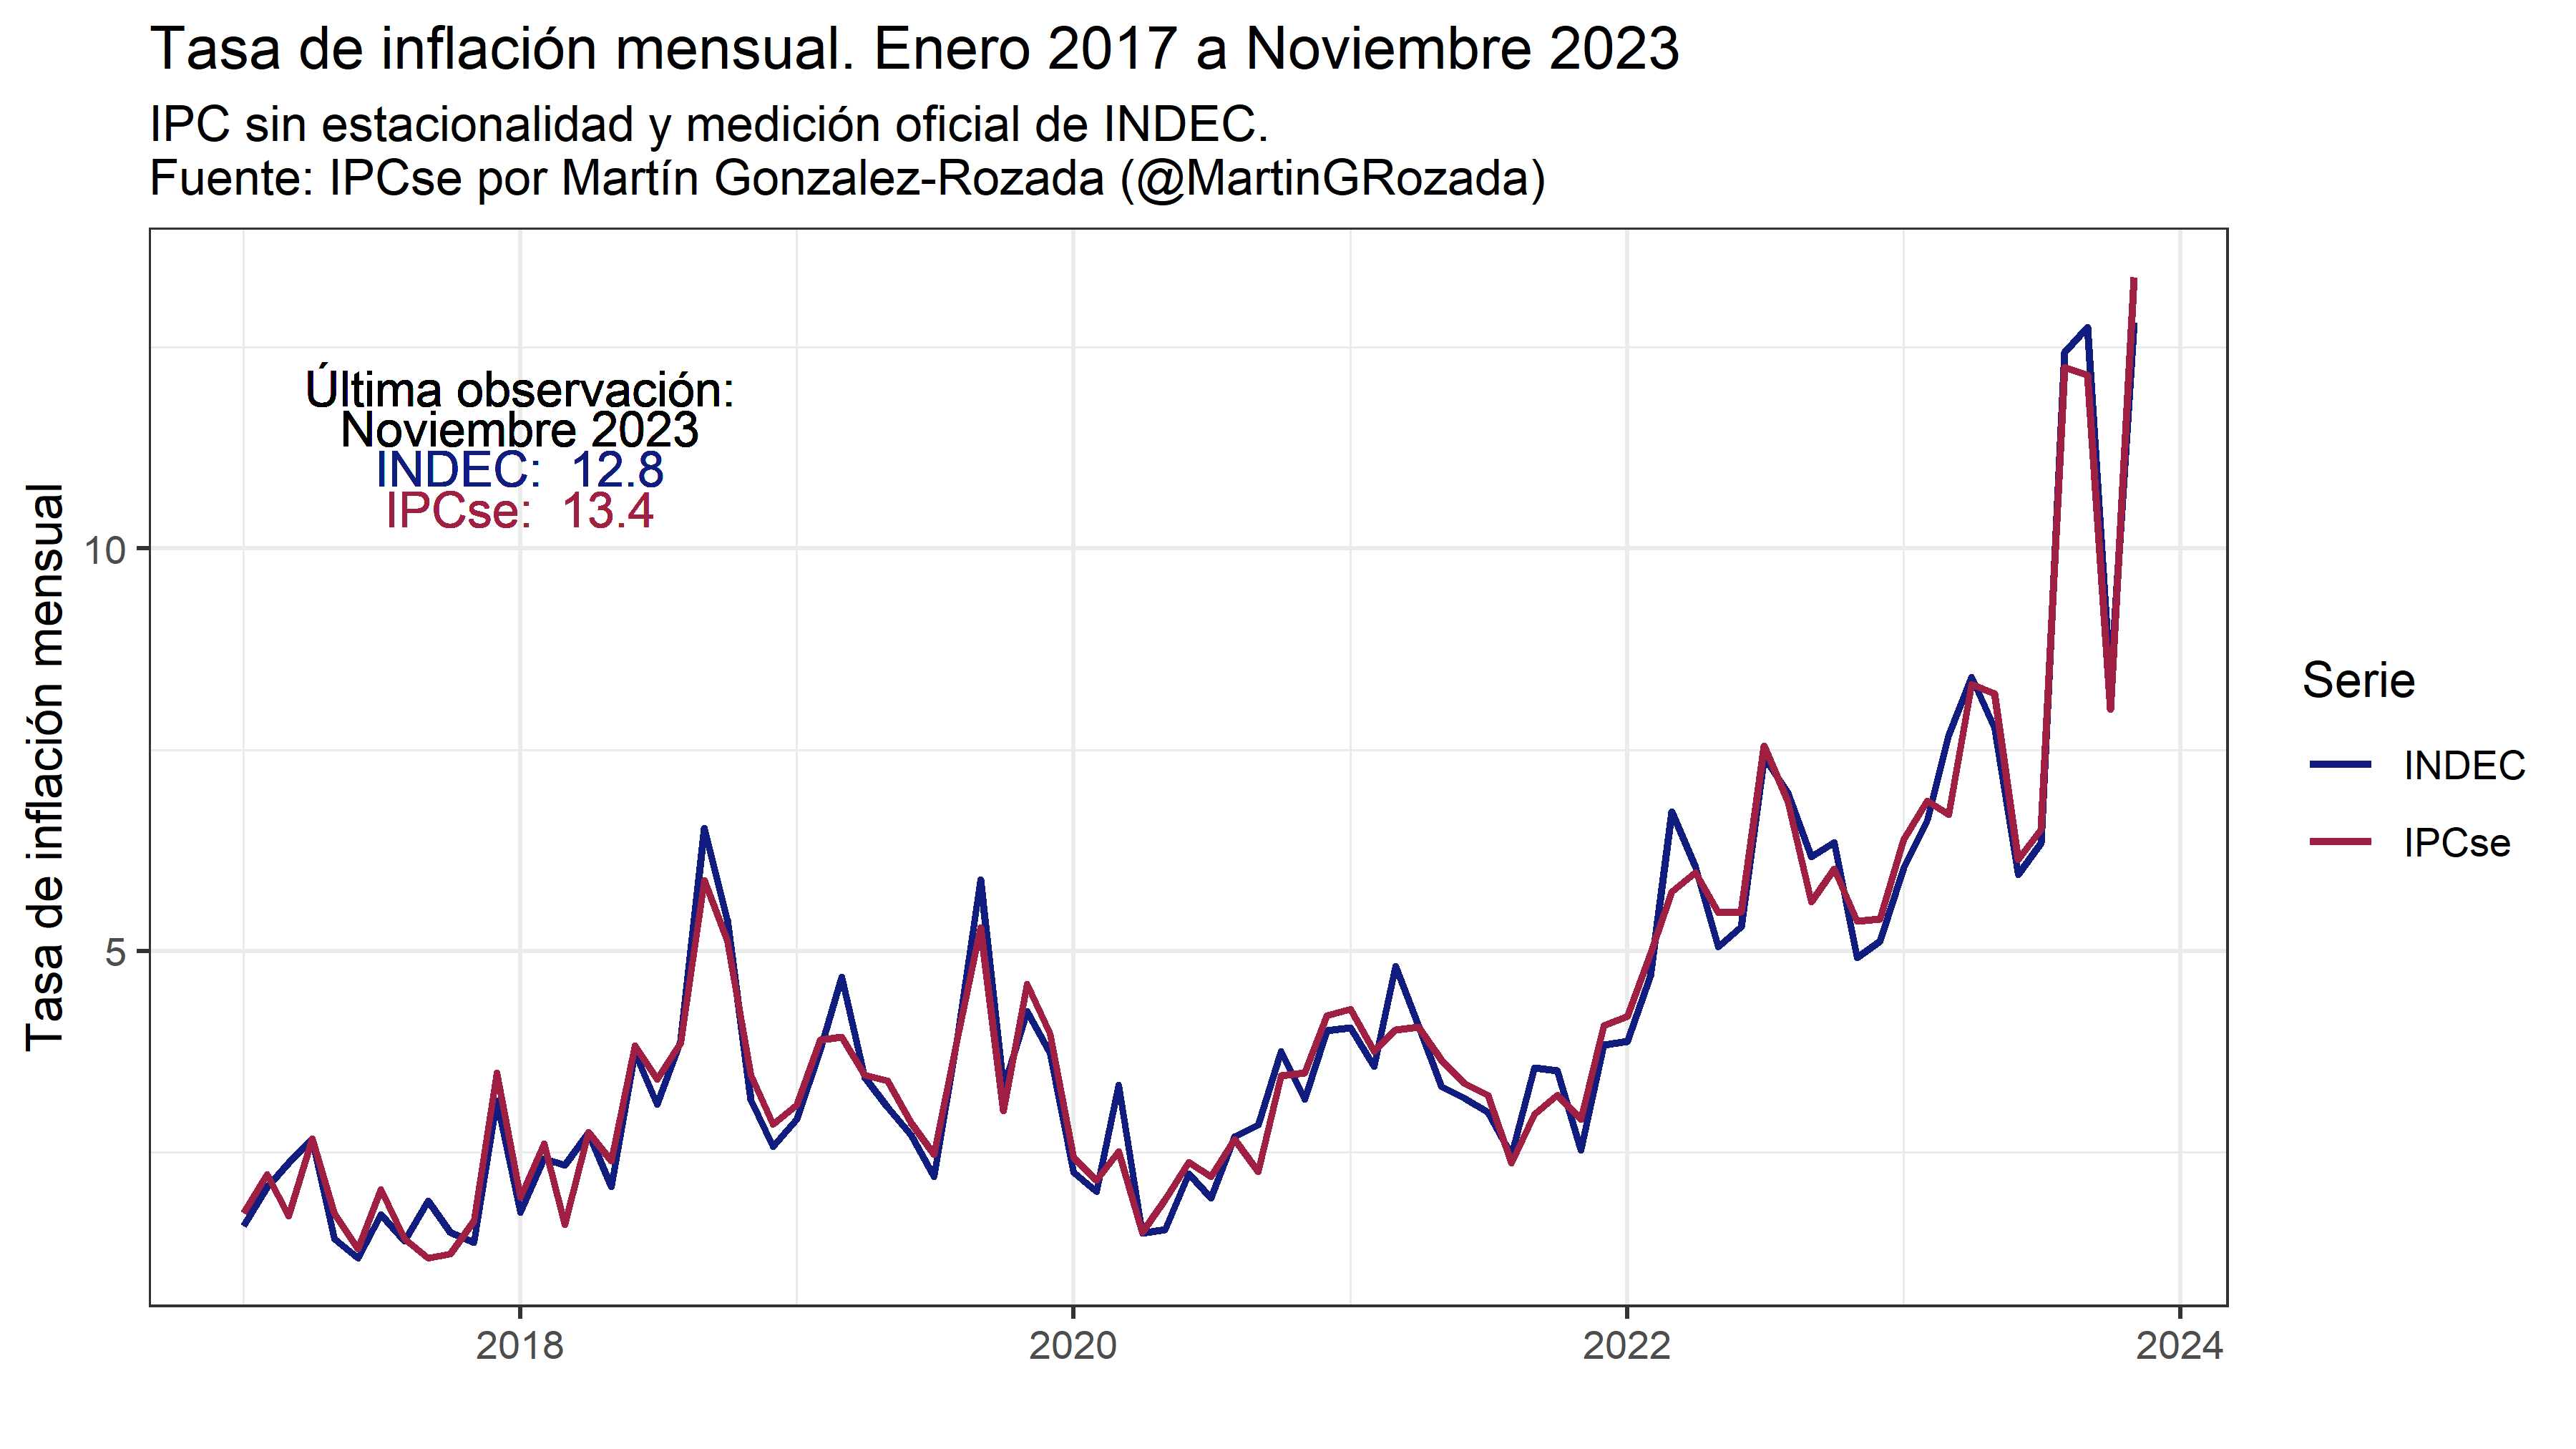 Tasa de inflación mensual. Enero 2017 a Noviembre 2023
IPC sin estacionalidad y medición oficial de INDEC.
Fuente: IPCse por Martín Gonzalez-Rozada (@MartinGRozada)
Última observación:
Noviembre 2023
INDEC: 12.8
IPCse: 13.4
Tasa de inflación mensual
10
5
2018
2020
2022
2024
Serie
INDEC
IPCse